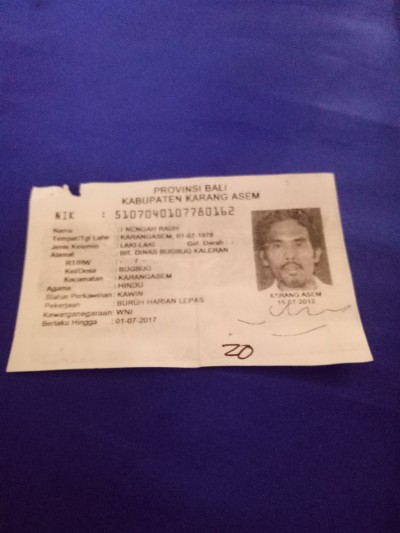 PROVINSI BALI
KABUPATEN KARANG ASEM
NIK : 5107040107780162
Nama : I NENGAH
Tempat/Tgl Lahir : KARANGASEM, 01-07-1978
Jenis Kelamin : LAKI-LAKI Gol. Darah : -
Alamat : BR. DINAS BUGBUG KALERAN
RT/RW : - / -
Kel/Desa : BUGBUG
Kecamatan : KARANGASEM
Agama : HINDU
Status Perkawinan : KAWIN
Pekerjaan : BURUH HARIAN LEPAS
Kewarganegaraan : WNI
Berlaku Hingga : 01-07-2017
KARANG ASEM
15-07-2012
20